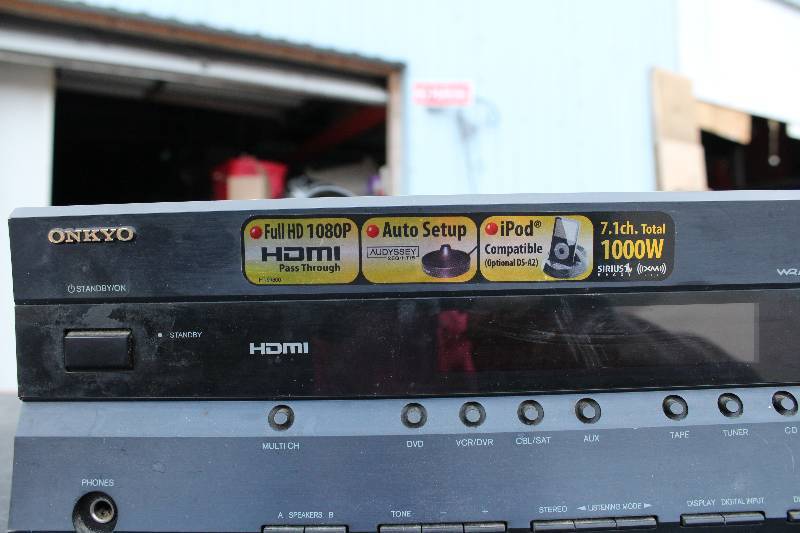 ONKYO
Full HD 1080P
HDMI
Pass Through
Auto Setup
AUDYSSEY
iPod®
Compatible
(Optional DS-A2)
7.1ch. Total
1000W
SIRIUS
READY
XM
STANDBY/ON
STANDBY
HDMI
MULTI CH
DVD
VCR/DVR
CBL/SAT
AUX
TAPE
TUNER
CD
PHONES
A SPEAKERS B
TONE
-
+
STEREO
◄ LISTENING MODE ►
DISPLAY
DIGITAL INPUT